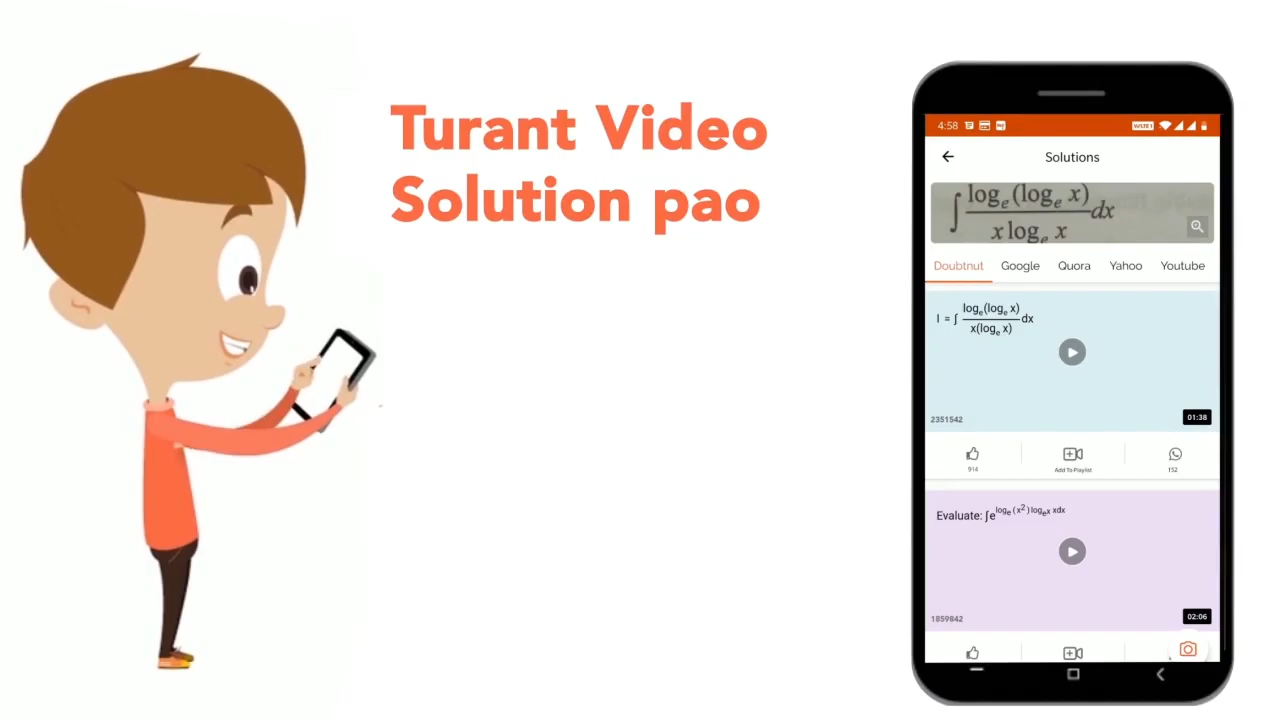 Turant Video
Solution pao
4:58
Solutions
∫ logₑ(logₑ x) / x logₑ x dx
Doubtnut Google Quora Yahoo Youtube
I = ∫ logₑ(logₑ x) / x(logₑ x) dx
2351542 01:38
914 Add To Playlist 152
Evaluate: ∫e^logₑ(x²)logₑx xdx
1859842 02:06